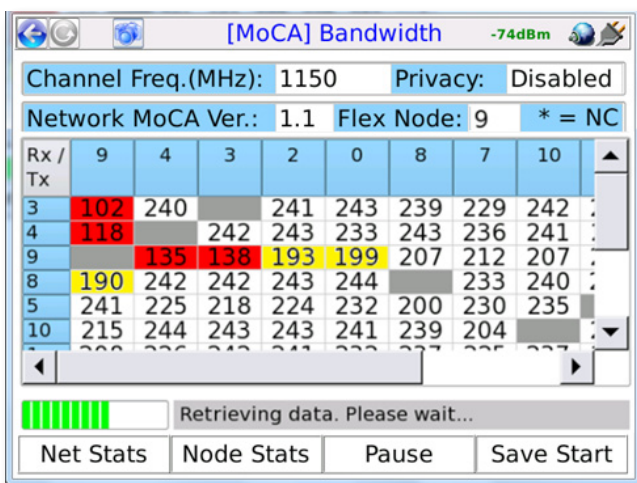 [MoCA] Bandwidth -74dBm
Channel Freq.(MHz): 1150 Privacy: Disabled
Network MoCA Ver.: 1.1 Flex Node: 9 * = NC
Rx / Tx 9 4 3 2 0 8 7 10
3 102 240 241 243 239 229 242
4 118 242 243 233 243 236 241
9 135 138 193 199 207 212 207
8 190 242 242 243 244 233 240
5 241 225 218 224 232 200 230 235
10 215 244 243 243 241 239 204
Retrieving data. Please wait...
Net Stats Node Stats Pause Save Start